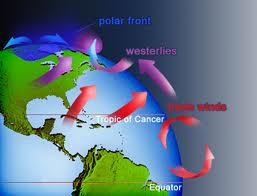 polar front
westerlies
trade winds
Tropic of Cancer
Equator